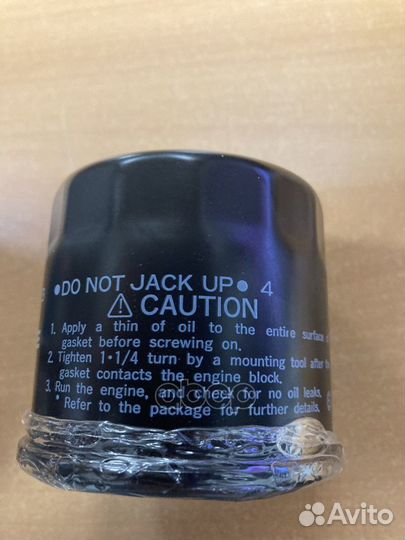 •DO NOT JACK UP• 4
⚠ CAUTION
1. Apply a thin of oil to the entire surface
gasket before screwing on.
2. Tighten 1·1/4 turn by a mounting tool after the
gasket contacts the engine block.
3. Run the engine, and check for no oil leaks.
* Refer to the package for further details.
Avito